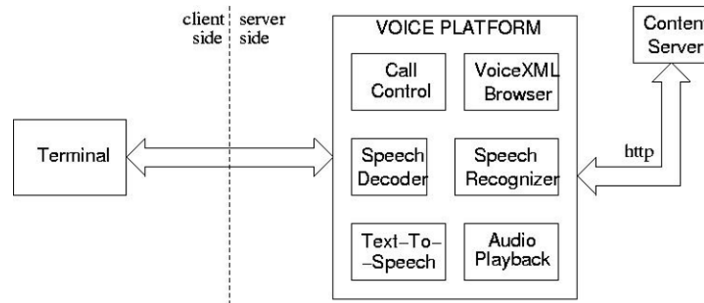 client
side
server
side
VOICE PLATFORM
Content
Server
Call
Control
VoiceXML
Browser
Terminal
Speech
Decoder
Speech
Recognizer
http
Text–To–
–Speech
Audio
Playback